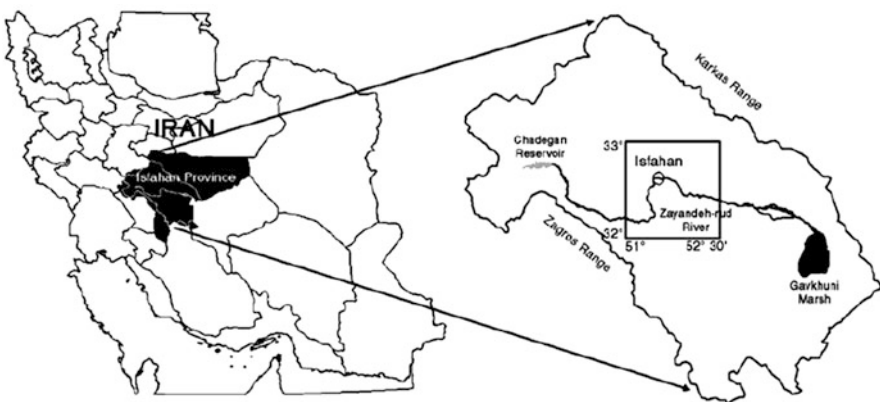 IRAN
Isfahan Province
Karkas Range
Chadegan
Reservoir
33°
Isfahan
Zayandeh-rud
River
32°
51°
52° 30'
Zagros Range
Gavkhuni
Marsh